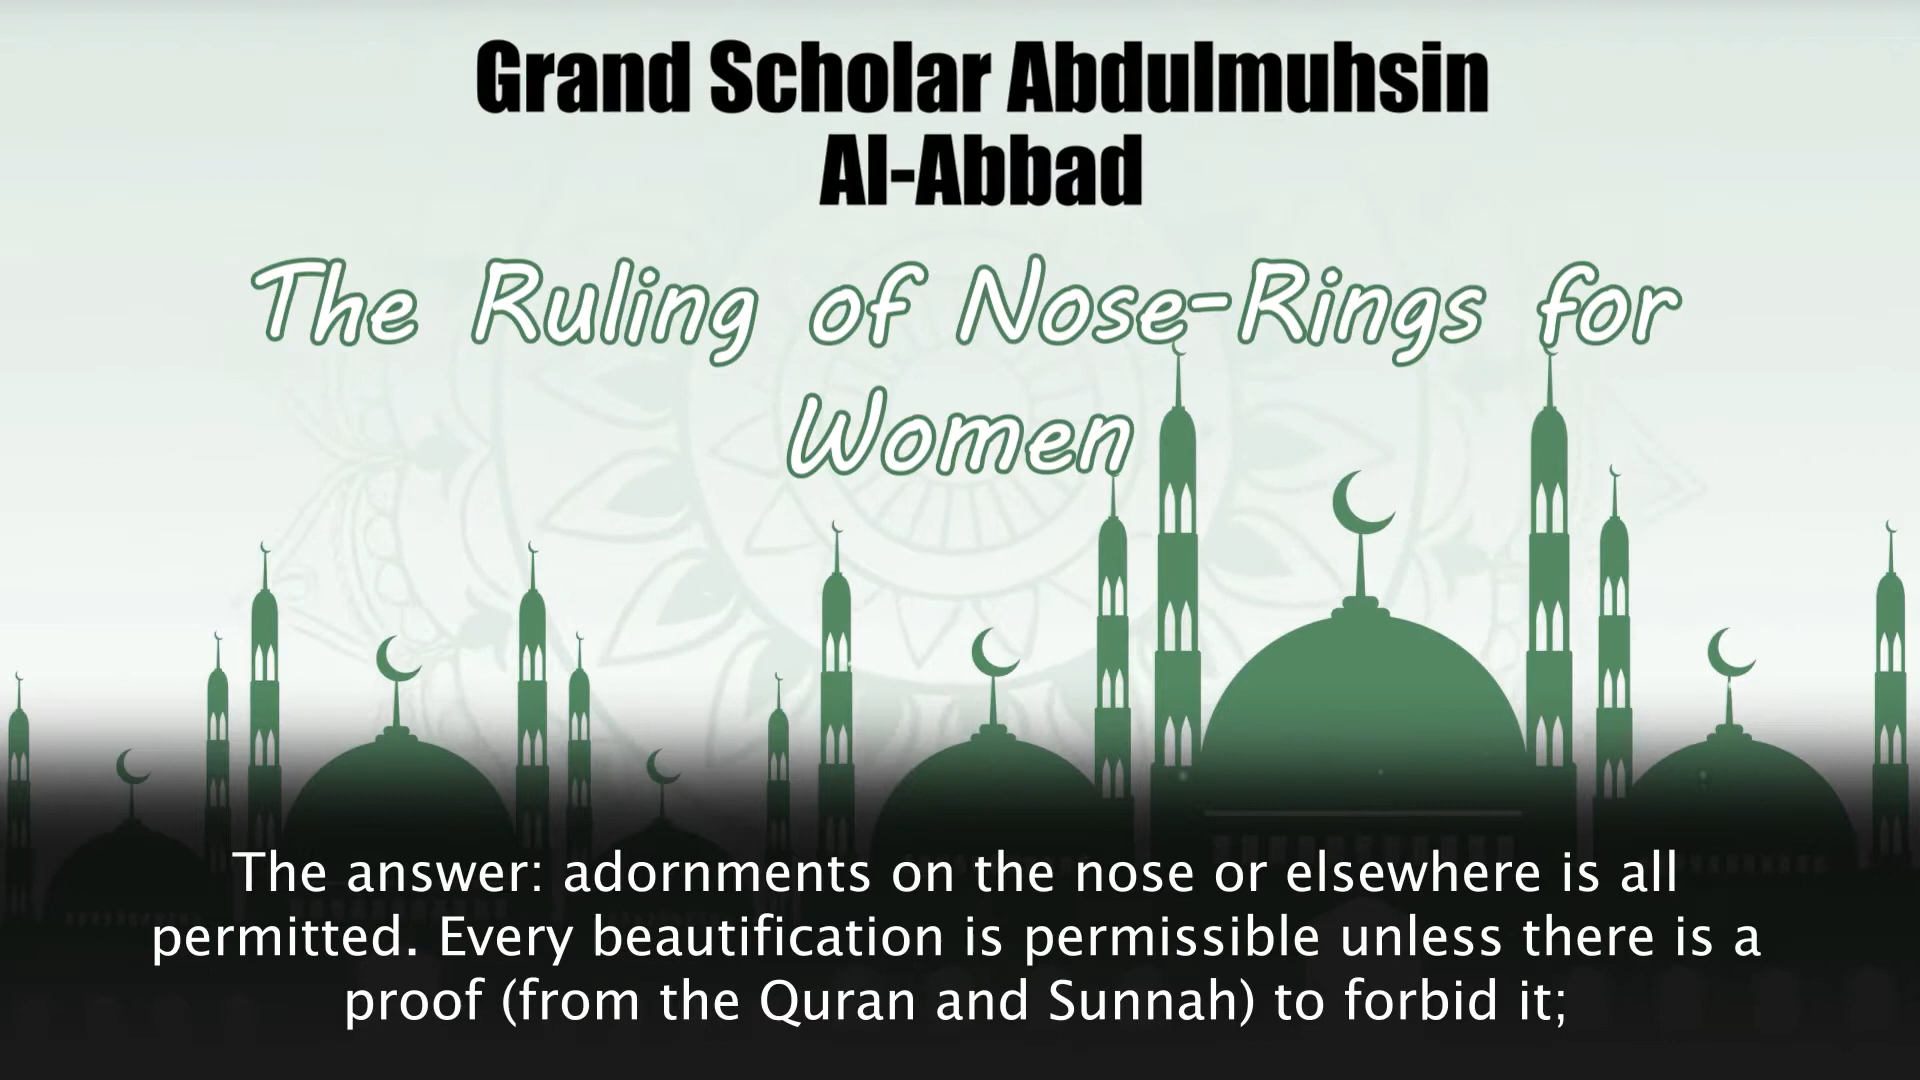 Grand Scholar Abdulmuhsin
Al-Abbad
The Ruling of Nose-Rings for
Women
The answer: adornments on the nose or elsewhere is all
permitted. Every beautification is permissible unless there is a
proof (from the Quran and Sunnah) to forbid it;